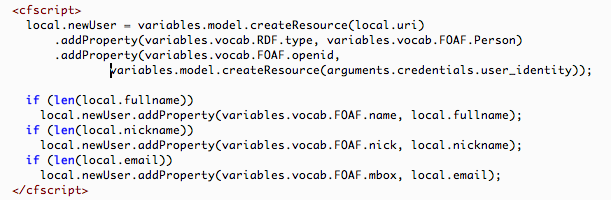 <cfscript>
local.newUser = variables.model.createResource(local.uri)
.addProperty(variables.vocab.RDF.type, variables.vocab.FOAF.Person)
.addProperty(variables.vocab.FOAF.openid,
variables.model.createResource(arguments.credentials.user_identity));
if (len(local.fullname))
local.newUser.addProperty(variables.vocab.FOAF.name, local.fullname);
if (len(local.nickname))
local.newUser.addProperty(variables.vocab.FOAF.nick, local.nickname);
if (len(local.email))
local.newUser.addProperty(variables.vocab.FOAF.mbox, local.email);
</cfscript>